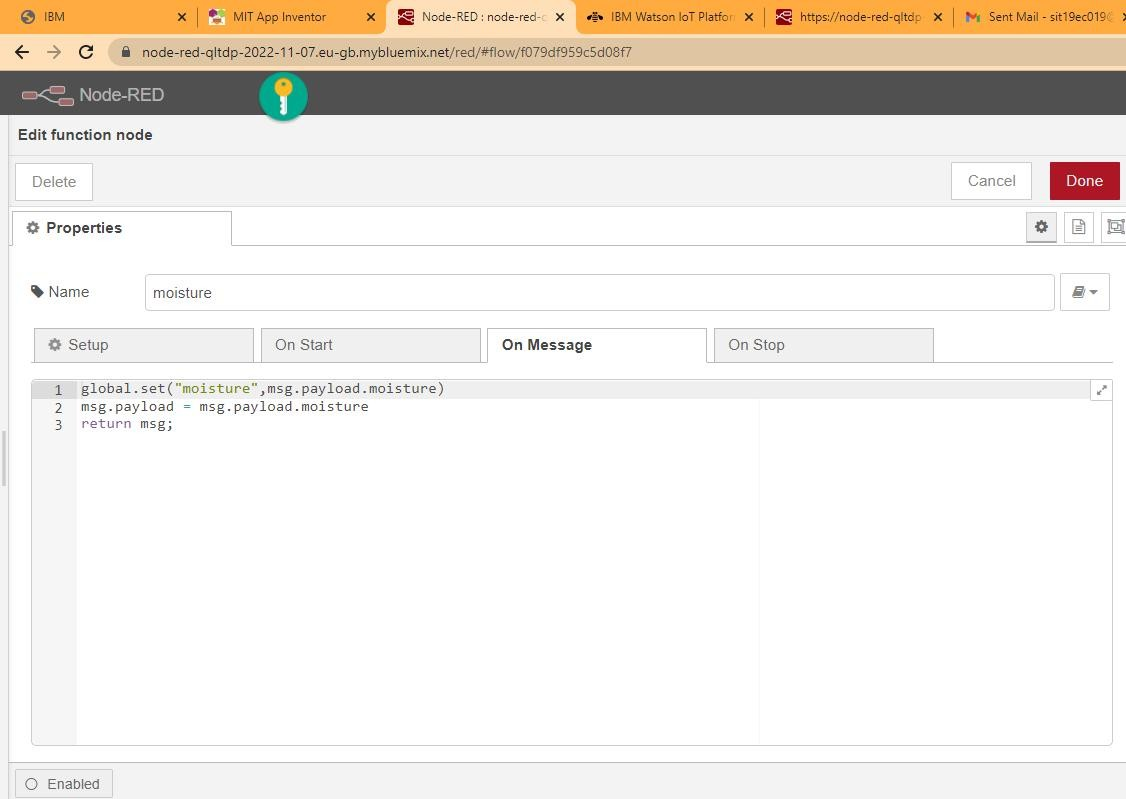 IBM
MIT App Inventor
Node-RED : node-red-
IBM Watson IoT Platfor
https://node-red-qltdp
Sent Mail - sit19ec019
node-red-qltdp-2022-11-07.eu-gb.mybluemix.net/red/#flow/f079df959c5d08f7
Node-RED
Edit function node
Delete
Cancel
Done
Properties
Name
moisture
Setup
On Start
On Message
On Stop
1 global.set("moisture",msg.payload.moisture)
2 msg.payload = msg.payload.moisture
3 return msg;
Enabled